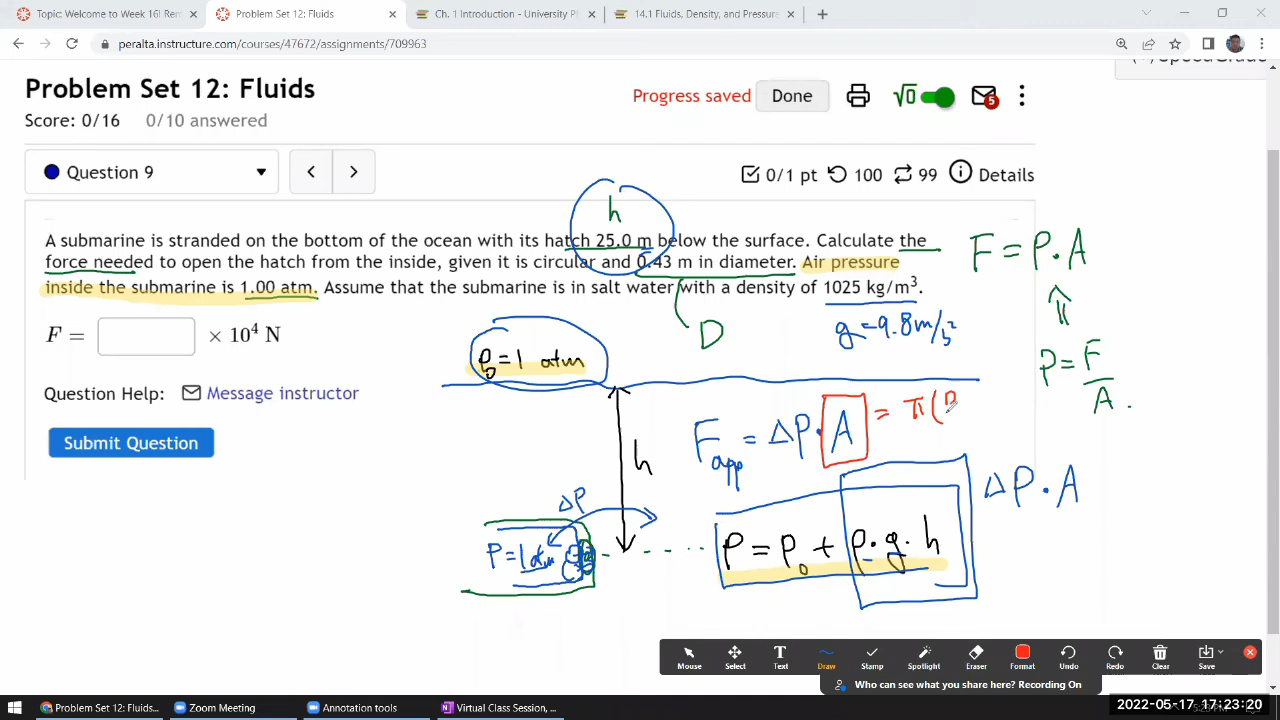 Topic: Welcome to Week 16! Rem
Problem Set 12: Fluids
Ch. 1 Introduction - University Ph
14.1 Fluids, Density, and Pressure
peralta.instructure.com/courses/47672/assignments/709963
Problem Set 12: Fluids
Progress saved
Done
√0
5
Score: 0/16 0/10 answered
Question 9
0/1 pt 100 99 Details
h
A submarine is stranded on the bottom of the ocean with its hatch 25.0 m below the surface. Calculate the
force needed to open the hatch from the inside, given it is circular and 0.43 m in diameter. Air pressure
inside the submarine is 1.00 atm. Assume that the submarine is in salt water with a density of 1025 kg/m³.
F = P · A
F = × 10⁴ N
D
g = 9.8 m/s²
P₀ = 1 atm
P = F/A.
Question Help: Message instructor
Submit Question
F app = ΔP · A = π(D
h
ΔP · A
ΔP
P = 1 atm
P = P₀ + ρ · g · h
Mouse Select Text Draw Stamp Spotlight Eraser Format Undo Redo Clear Save
Who can see what you share here? Recording On
Problem Set 12: Fluids...
Zoom Meeting
Annotation tools
Virtual Class Session, ...
2022-05-17 17:23:20